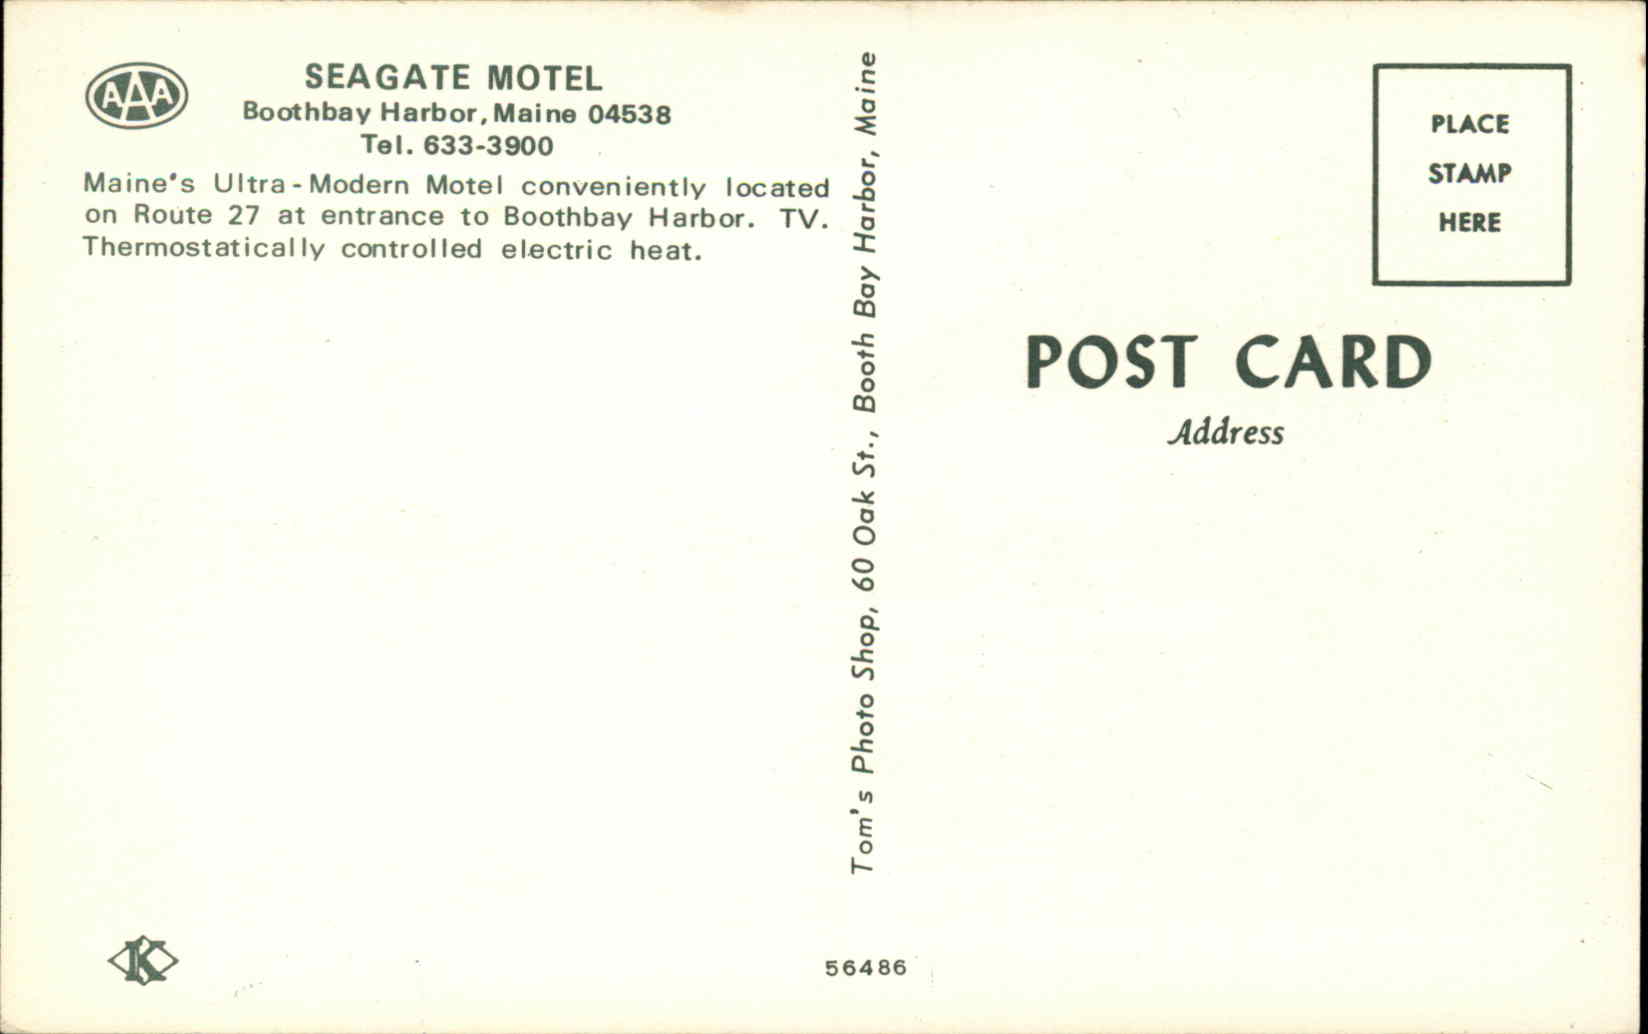 AAA
SEAGATE MOTEL
Boothbay Harbor, Maine 04538
Tel. 633-3900
Maine's Ultra-Modern Motel conveniently located
on Route 27 at entrance to Boothbay Harbor. TV.
Thermostatically controlled electric heat.
K
Tom's Photo Shop, 60 Oak St., Booth Bay Harbor, Maine
56486
PLACE
STAMP
HERE
POST CARD
Address